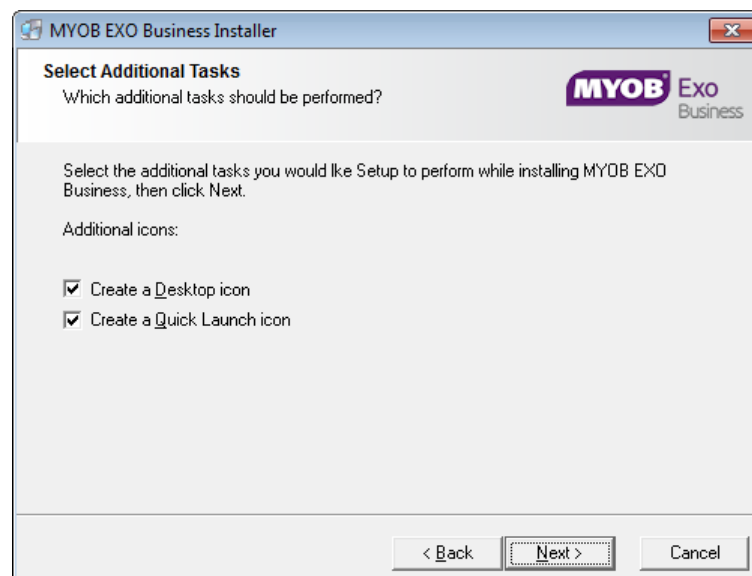 MYOB EXO Business Installer
Select Additional Tasks
Which additional tasks should be performed?
MYOB Exo
Business
Select the additional tasks you would lke Setup to perform while installing MYOB EXO
Business, then click Next.
Additional icons:
Create a Desktop icon
Create a Quick Launch icon
< Back Next > Cancel